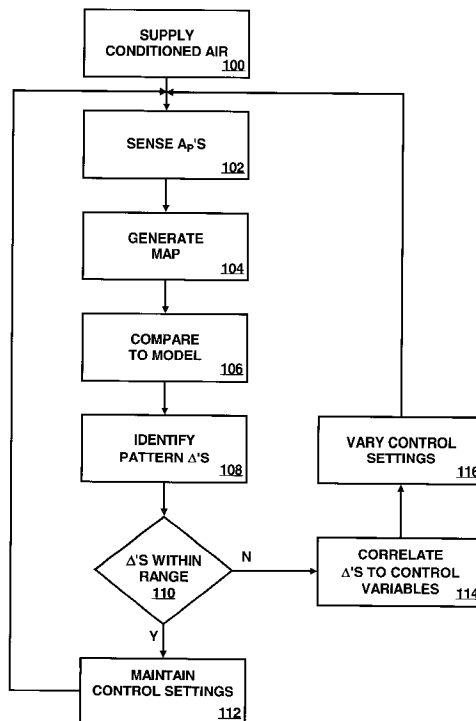 SUPPLY
CONDITIONED AIR
100
SENSE AP'S
102
GENERATE
MAP
104
COMPARE
TO MODEL
106
IDENTIFY
PATTERN Δ'S
108
Δ'S WITHIN
RANGE
110
N
Y
MAINTAIN
CONTROL SETTINGS
112
CORRELATE
Δ'S TO CONTROL
VARIABLES
114
VARY CONTROL
SETTINGS
116